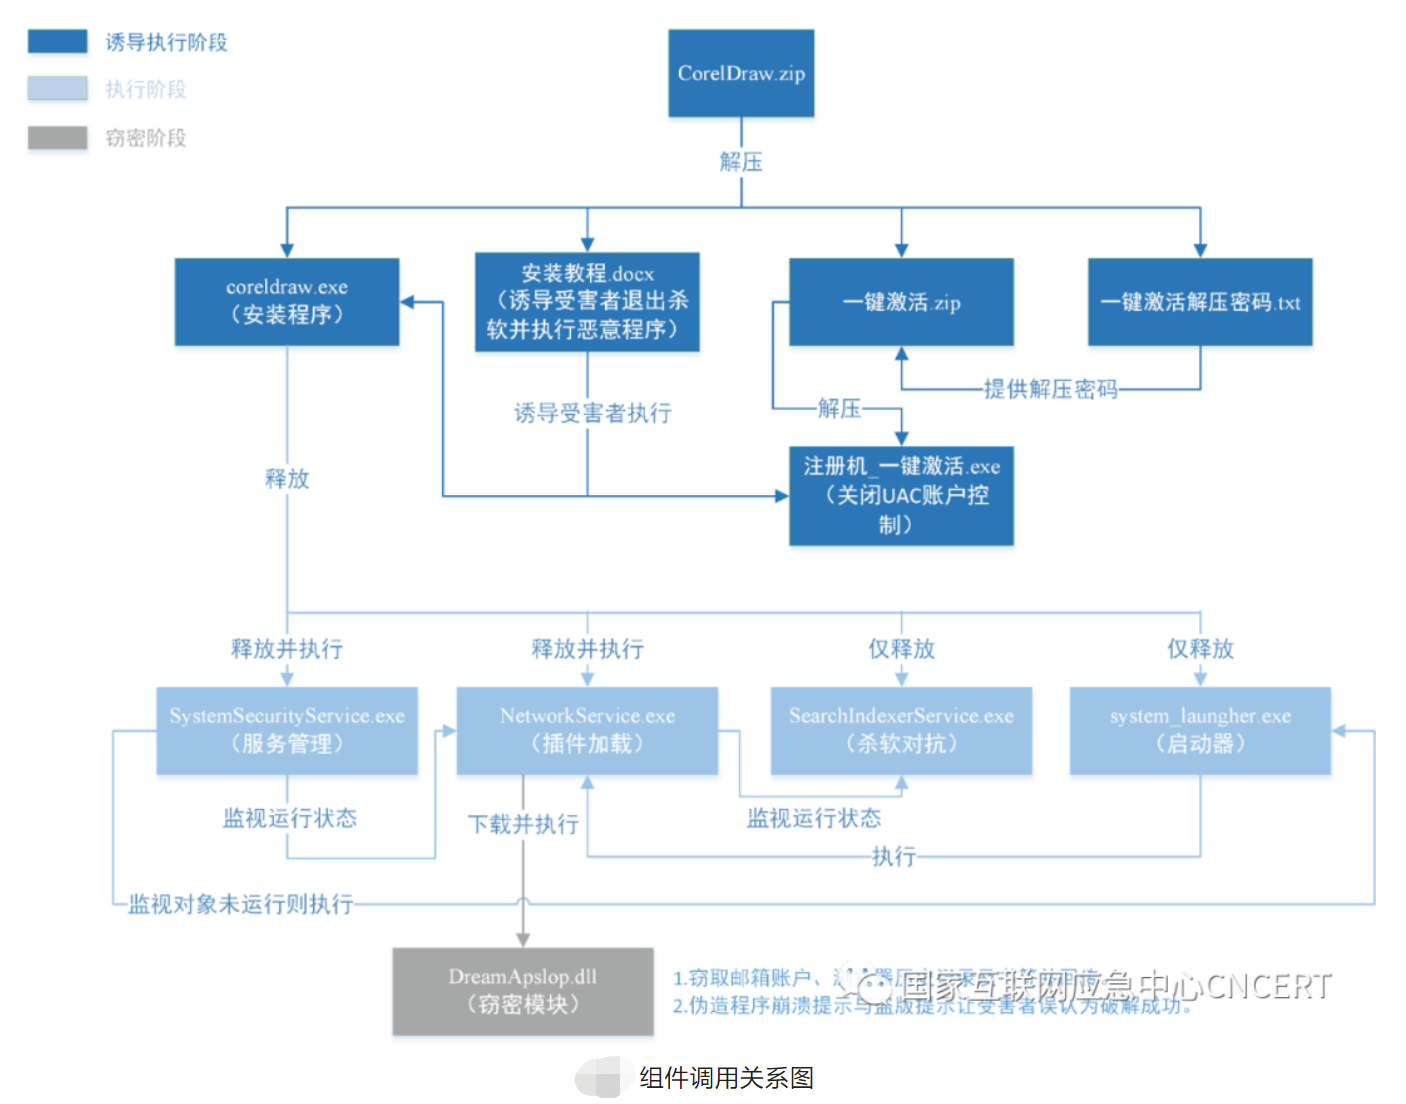 诱导执行阶段
执行阶段
窃密阶段
CorelDraw.zip
解压
coreldraw.exe
（安装程序）
安装教程.docx
（诱导受害者退出杀
软并执行恶意程序）
一键激活.zip
一键激活解压密码.txt
提供解压密码
解压
诱导受害者执行
注册机_一键激活.exe
（关闭UAC账户控
制）
释放
释放并执行
释放并执行
仅释放
仅释放
SystemSecurityService.exe
（服务管理）
NetworkService.exe
（插件加载）
SearchIndexerService.exe
（杀软对抗）
system_laungher.exe
（启动器）
监视运行状态
下载并执行
监视运行状态
执行
监视对象未运行则执行
DreamApslop.dll
（窃密模块）
1.窃取邮箱账户、
国家互联网应急中心CNCERT
2.伪造程序崩溃提示与盗版提示让受害者误认为破解成功。
组件调用关系图